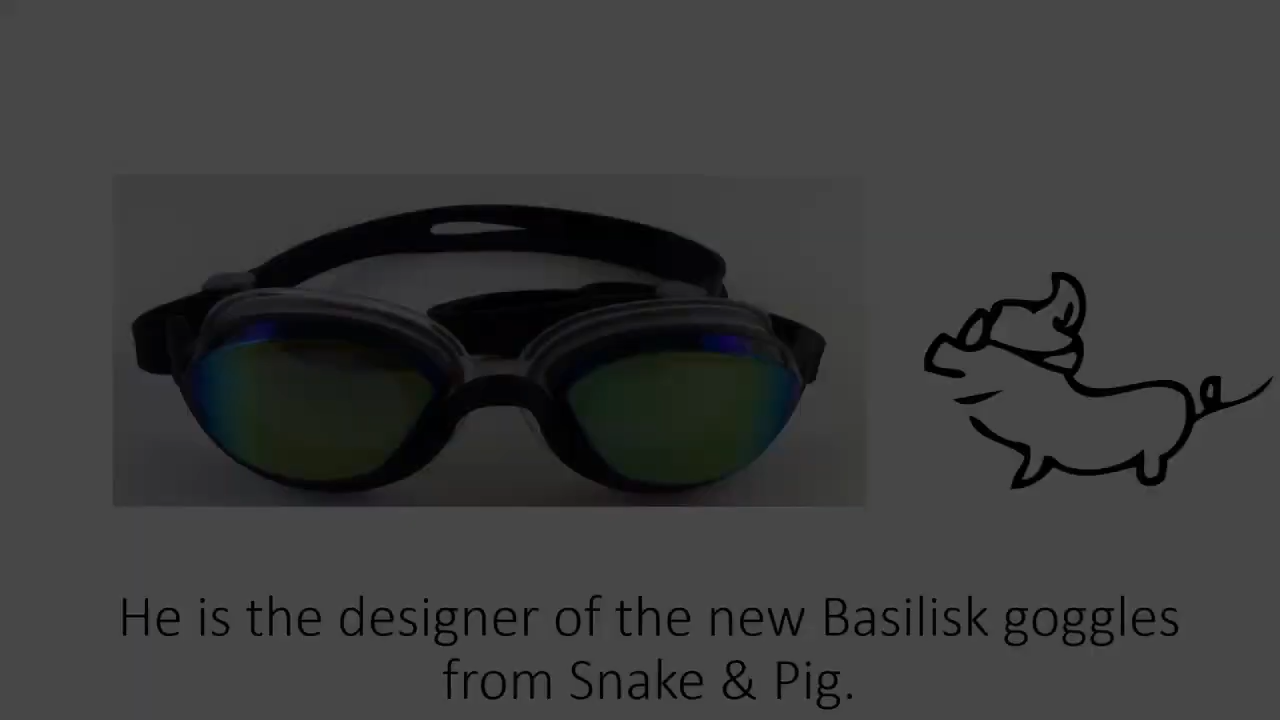 He is the designer of the new Basilisk goggles
from Snake & Pig.